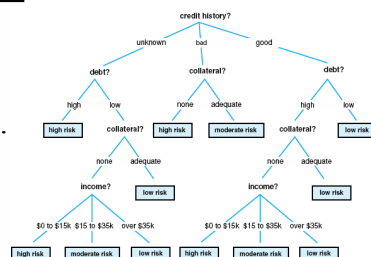 credit history?
unknown bad good
debt? collateral? debt?
high low none adequate high low
high risk collateral? high risk moderate risk collateral? low risk
none adequate none adequate
income? low risk income? low risk
$0 to $15k $15 to $35k over $35k $0 to $15k $15 to $35k over $35k
high risk moderate risk low risk high risk moderate risk low risk